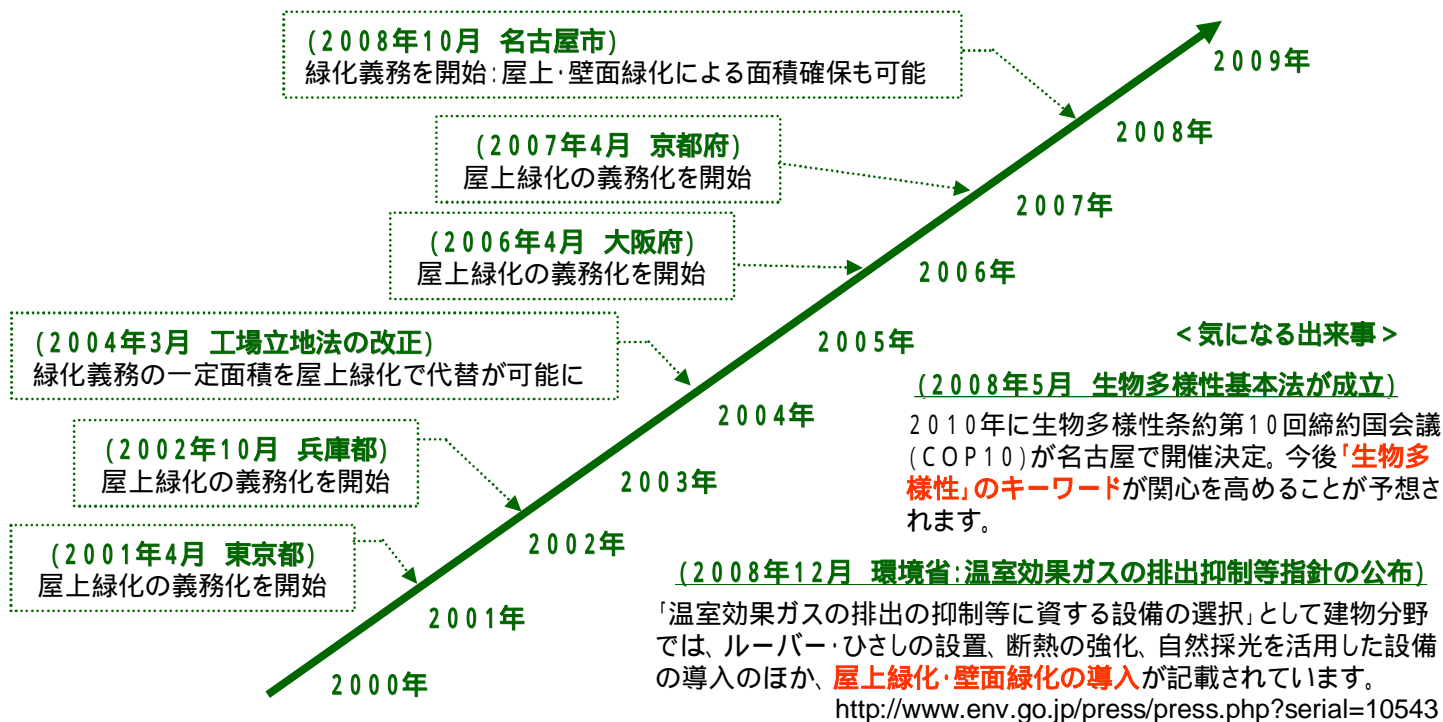 (2008年10月 名古屋市)
緑化義務を開始:屋上・壁面緑化による面積確保も可能
(2007年4月 京都府)
屋上緑化の義務化を開始
(2006年4月 大阪府)
屋上緑化の義務化を開始
(2004年3月 工場立地法の改正)
緑化義務の一定面積を屋上緑化で代替が可能に
(2002年10月 兵庫都)
屋上緑化の義務化を開始
(2001年4月 東京都)
屋上緑化の義務化を開始
2009年
2008年
2007年
2006年
2005年
2004年
2003年
2002年
2001年
2000年
<気になる出来事>
(2008年5月 生物多様性基本法が成立)
2010年に生物多様性条約第10回締約国会議
(COP10)が名古屋で開催決定。今後「生物多
様性」のキーワードが関心を高めることが予想さ
れます。
(2008年12月 環境省:温室効果ガスの排出抑制等指針の公布)
「温室効果ガスの排出の抑制等に資する設備の選択」として建物分野
では、ルーバー・ひさしの設置、断熱の強化、自然採光を活用した設備
の導入のほか、屋上緑化・壁面緑化の導入が記載されています。
http://www.env.go.jp/press/press.php?serial=10543